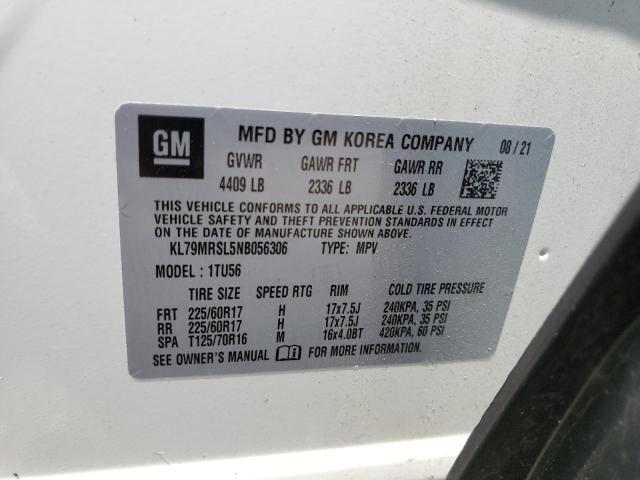 GM MFD BY GM KOREA COMPANY 08/21
GVWR GAWR FRT GAWR RR
4409 LB 2336 LB 2336 LB
THIS VEHICLE CONFORMS TO ALL APPLICABLE U.S. FEDERAL MOTOR
VEHICLE SAFETY AND THEFT PREVENTION STANDARDS IN EFFECT
ON THE DATE OF MANUFACTURE SHOWN ABOVE.
KL79MRSL5NB056306 TYPE: MPV
MODEL : 1TU56
TIRE SIZE SPEED RTG RIM COLD TIRE PRESSURE
FRT 225/60R17 H 17x7.5J 240KPA, 35 PSI
RR 225/60R17 H 17x7.5J 240KPA, 35 PSI
SPA T125/70R16 M 16x4.0BT 420KPA, 60 PSI
SEE OWNER'S MANUAL FOR MORE INFORMATION.